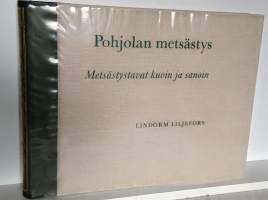 Pohjolan metsästys
Metsästystavat kuvin ja sanoin
LINDORM LILJEFORS